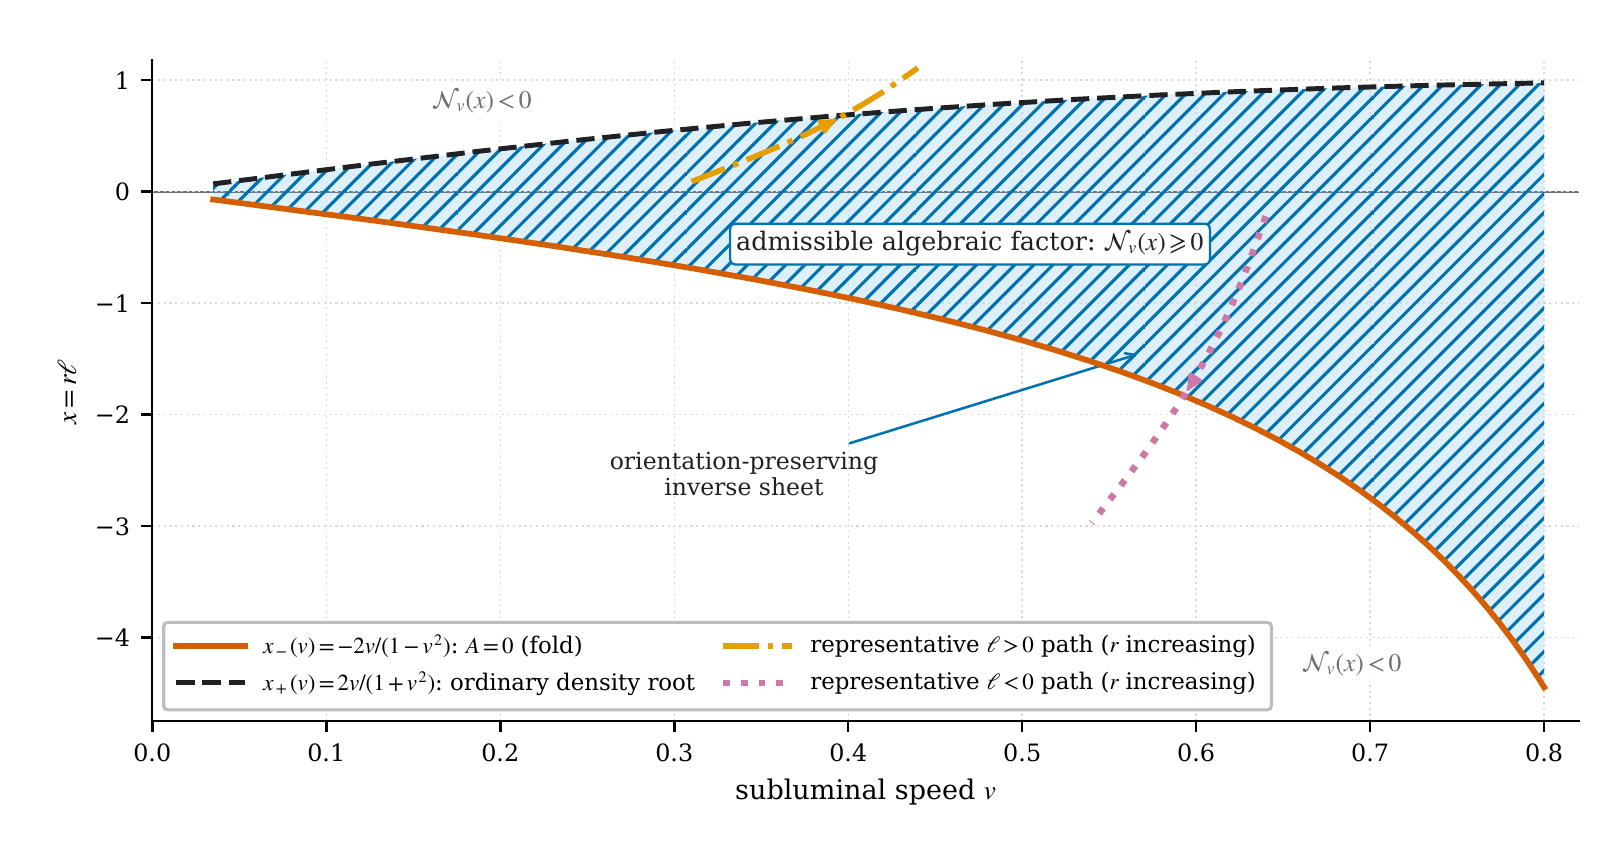 𝒩ᵥ(x) < 0
admissible algebraic factor: 𝒩ᵥ(x) ⩾ 0
orientation-preserving
inverse sheet
𝒩ᵥ(x) < 0
x₋(v) = −2v/(1 − v²): A = 0 (fold)
x₊(v) = 2v/(1 + v²): ordinary density root
representative ℓ > 0 path (r increasing)
representative ℓ < 0 path (r increasing)
x = rℓ
1
0
−1
−2
−3
−4
0.0 0.1 0.2 0.3 0.4 0.5 0.6 0.7 0.8
subluminal speed v